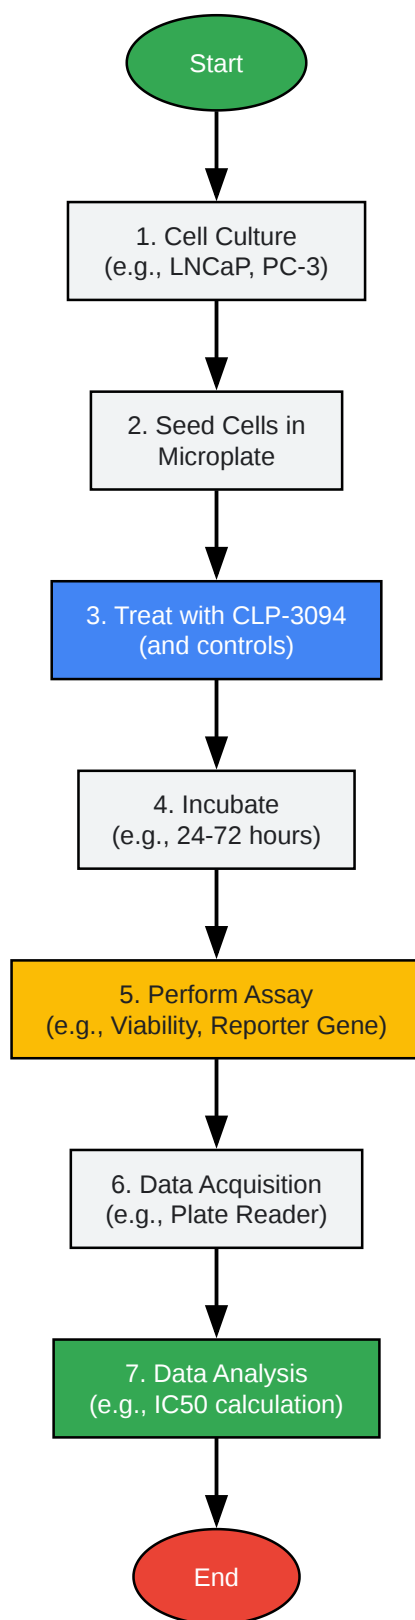 Start
1. Cell Culture
(e.g., LNCaP, PC-3)
2. Seed Cells in
Microplate
3. Treat with CLP-3094
(and controls)
4. Incubate
(e.g., 24-72 hours)
5. Perform Assay
(e.g., Viability, Reporter Gene)
6. Data Acquisition
(e.g., Plate Reader)
7. Data Analysis
(e.g., IC50 calculation)
End